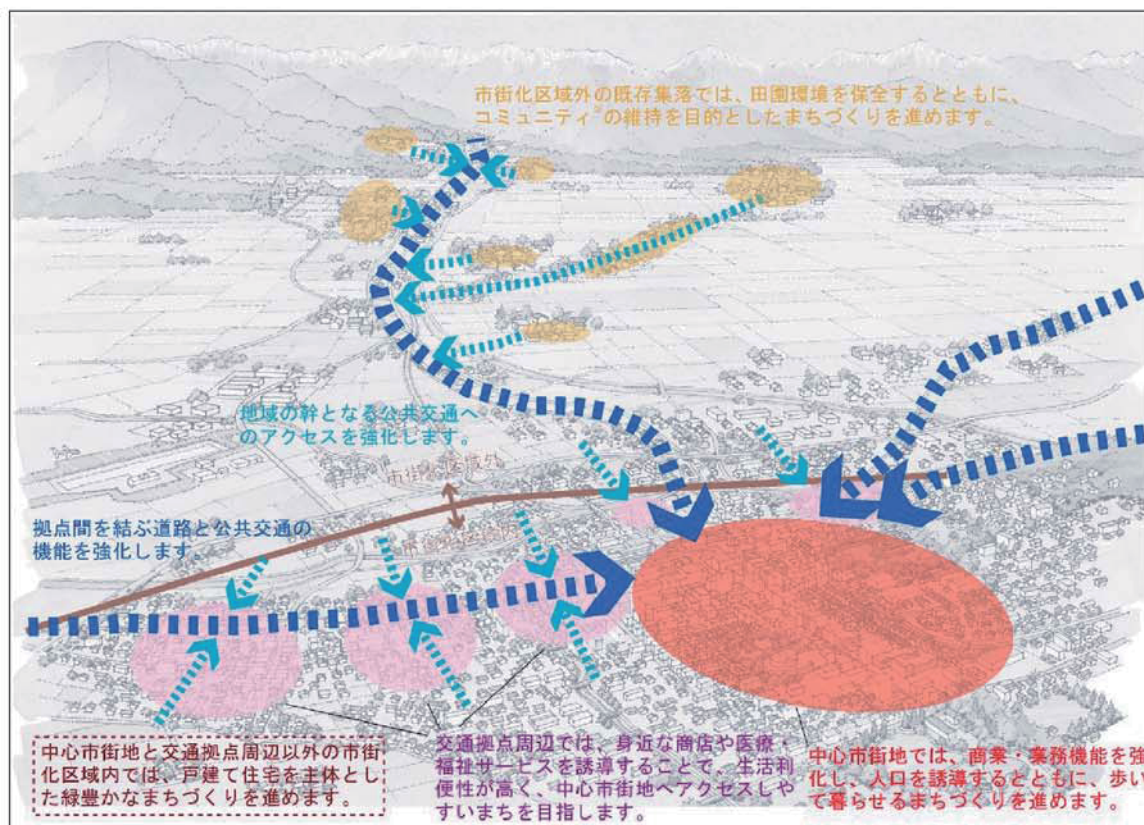 市街化区域外の既存集落では、田園環境を保全するとともに、
コミュニティ※の維持を目的としたまちづくりを進めます。
地域の幹となる公共交通へ
のアクセスを強化します。
市街化区域外
市街化区域内
拠点間を結ぶ道路と公共交通の
機能を強化します。
中心市街地と交通拠点周辺以外の市街
化区域内では、戸建て住宅を主体とし
た緑豊かなまちづくりを進めます。
交通拠点周辺では、身近な商店や医療・
福祉サービスを誘導することで、生活利
便性が高く、中心市街地へアクセスしや
すいまちを目指します。
中心市街地では、商業・業務機能を強
化し、人口を誘導するとともに、歩い
て暮らせるまちづくりを進めます。